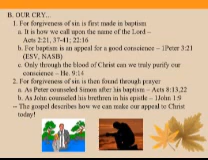 B. OUR CRY...
1. For forgiveness of sin is first made in baptism
a. It is how we call upon the name of the Lord –
Acts 2:21, 37-41; 22:16
b. For baptism is an appeal for a good conscience – 1Peter 3:21
(ESV, NASB)
c. Only through the blood of Christ can we truly purify our
conscience – He. 9:14
2. For forgiveness of sin is then found through prayer
a. As Peter counseled Simon after his baptism – Acts 8:13,22
b. As John counseled his brethren in his epistle – 1John 1:9
-- The gospel describes how we can make our appeal to Christ
today!